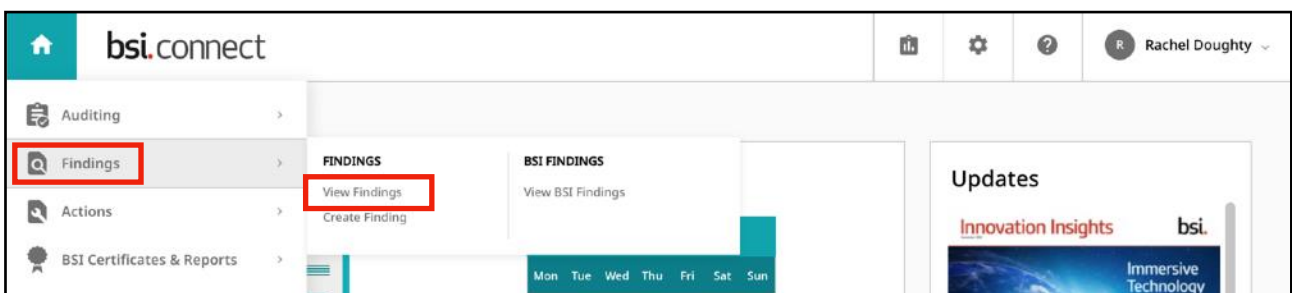 bsi.connect
R Rachel Doughty
Auditing
Findings
Actions
BSI Certificates & Reports
FINDINGS
View Findings
Create Finding
BSI FINDINGS
View BSI Findings
Mon Tue Wed Thu Fri Sat Sun
Updates
Innovation Insights bsi.
Immersive
Technology